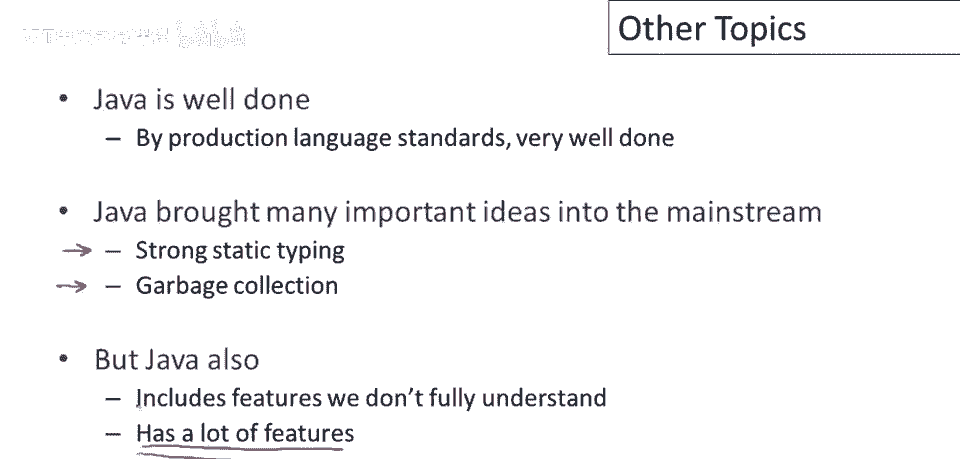 Other Topics
• Java is well done
– By production language standards, very well done
• Java brought many important ideas into the mainstream
→ – Strong static typing
→ – Garbage collection
• But Java also
– Includes features we don't fully understand
– Has a lot of features